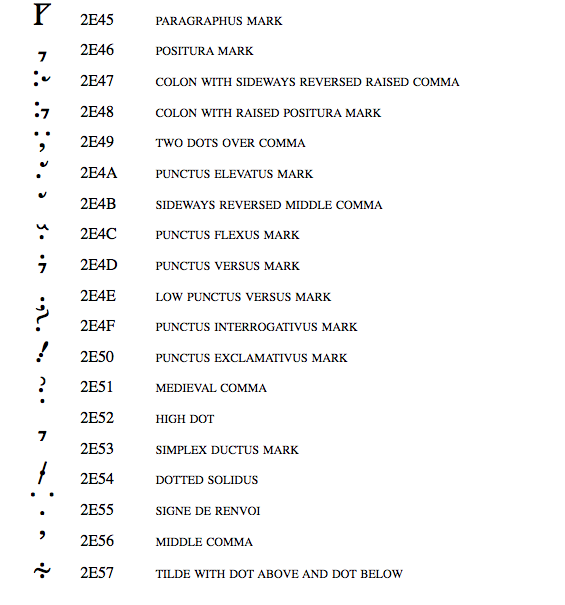 2E45 PARAGRAPHUS MARK
2E46 POSITURA MARK
2E47 COLON WITH SIDEWAYS REVERSED RAISED COMMA
2E48 COLON WITH RAISED POSITURA MARK
2E49 TWO DOTS OVER COMMA
2E4A PUNCTUS ELEVATUS MARK
2E4B SIDEWAYS REVERSED MIDDLE COMMA
2E4C PUNCTUS FLEXUS MARK
2E4D PUNCTUS VERSUS MARK
2E4E LOW PUNCTUS VERSUS MARK
2E4F PUNCTUS INTERROGATIVUS MARK
2E50 PUNCTUS EXCLAMATIVUS MARK
2E51 MEDIEVAL COMMA
2E52 HIGH DOT
2E53 SIMPLEX DUCTUS MARK
2E54 DOTTED SOLIDUS
2E55 SIGNE DE RENVOI
2E56 MIDDLE COMMA
2E57 TILDE WITH DOT ABOVE AND DOT BELOW